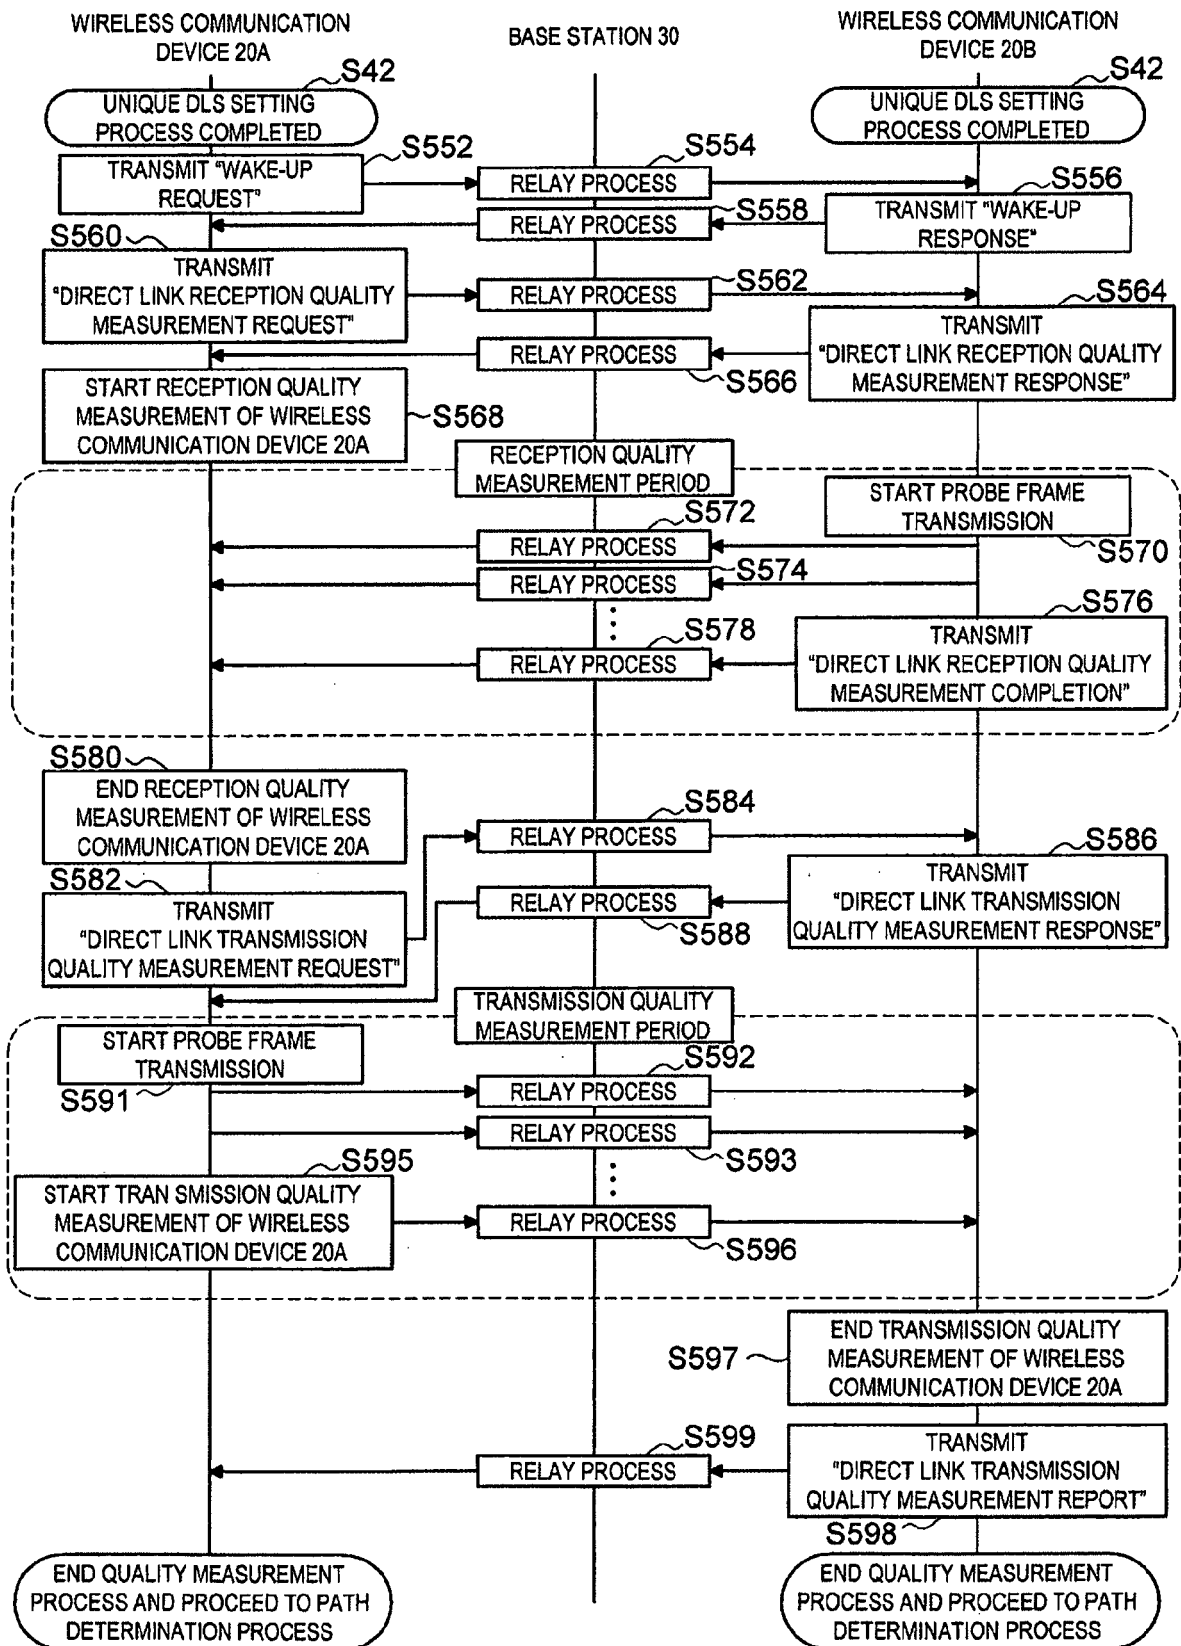 WIRELESS COMMUNICATION
DEVICE 20A
BASE STATION 30
WIRELESS COMMUNICATION
DEVICE 20B
S42
UNIQUE DLS SETTING
PROCESS COMPLETED
S42
UNIQUE DLS SETTING
PROCESS COMPLETED
S552
TRANSMIT "WAKE-UP
REQUEST"
S554
RELAY PROCESS
S556
TRANSMIT "WAKE-UP
RESPONSE"
S558
RELAY PROCESS
S560
TRANSMIT
"DIRECT LINK RECEPTION QUALITY
MEASUREMENT REQUEST"
S562
RELAY PROCESS
S564
TRANSMIT
"DIRECT LINK RECEPTION QUALITY
MEASUREMENT RESPONSE"
RELAY PROCESS
S566
START RECEPTION QUALITY
MEASUREMENT OF WIRELESS
COMMUNICATION DEVICE 20A
S568
RECEPTION QUALITY
MEASUREMENT PERIOD
START PROBE FRAME
TRANSMISSION
S570
S572
RELAY PROCESS
S574
RELAY PROCESS
S576
TRANSMIT
"DIRECT LINK RECEPTION QUALITY
MEASUREMENT COMPLETION"
S578
RELAY PROCESS
S580
END RECEPTION QUALITY
MEASUREMENT OF WIRELESS
COMMUNICATION DEVICE 20A
S582
TRANSMIT
"DIRECT LINK TRANSMISSION
QUALITY MEASUREMENT REQUEST"
S584
RELAY PROCESS
S586
TRANSMIT
"DIRECT LINK TRANSMISSION
QUALITY MEASUREMENT RESPONSE"
RELAY PROCESS
S588
TRANSMISSION QUALITY
MEASUREMENT PERIOD
START PROBE FRAME
TRANSMISSION
S591
S592
RELAY PROCESS
RELAY PROCESS
S593
S595
START TRAN SMISSION QUALITY
MEASUREMENT OF WIRELESS
COMMUNICATION DEVICE 20A
RELAY PROCESS
S596
S597
END TRANSMISSION QUALITY
MEASUREMENT OF WIRELESS
COMMUNICATION DEVICE 20A
S599
RELAY PROCESS
TRANSMIT
"DIRECT LINK TRANSMISSION
QUALITY MEASUREMENT REPORT"
S598
END QUALITY MEASUREMENT
PROCESS AND PROCEED TO PATH
DETERMINATION PROCESS
END QUALITY MEASUREMENT
PROCESS AND PROCEED TO PATH
DETERMINATION PROCESS